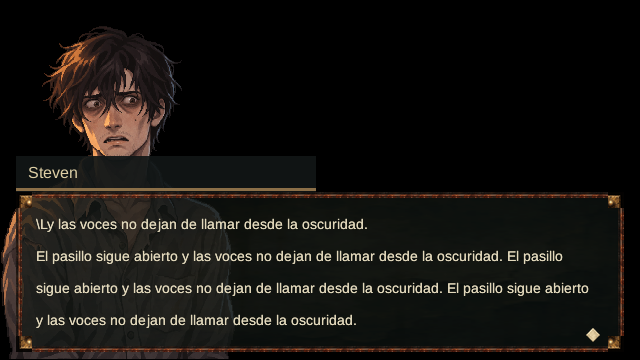 Steven
\Ly las voces no dejan de llamar desde la oscuridad.
El pasillo sigue abierto y las voces no dejan de llamar desde la oscuridad. El pasillo
sigue abierto y las voces no dejan de llamar desde la oscuridad. El pasillo sigue abierto
y las voces no dejan de llamar desde la oscuridad.